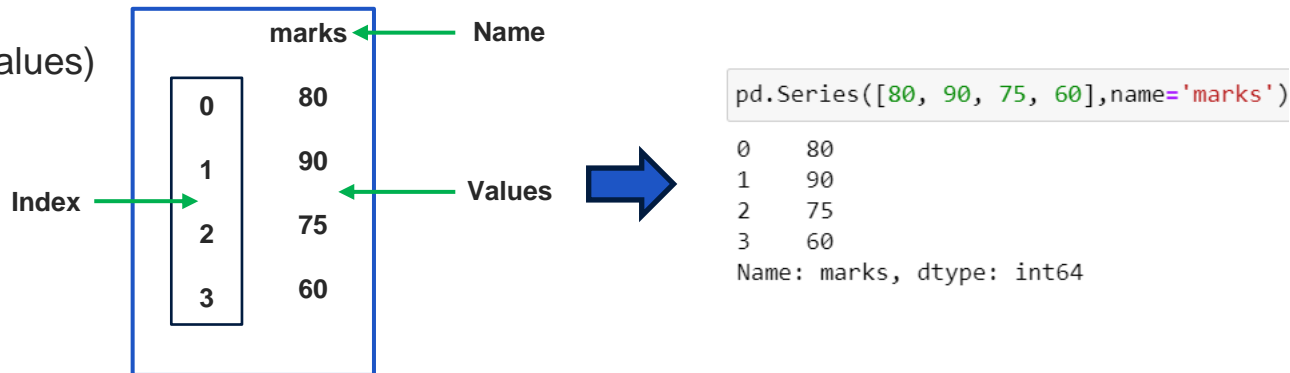 marks
Name
alues)
0 80
1 90
Index
Values
2 75
3 60
pd.Series([80, 90, 75, 60],name='marks')
0 80
1 90
2 75
3 60
Name: marks, dtype: int64